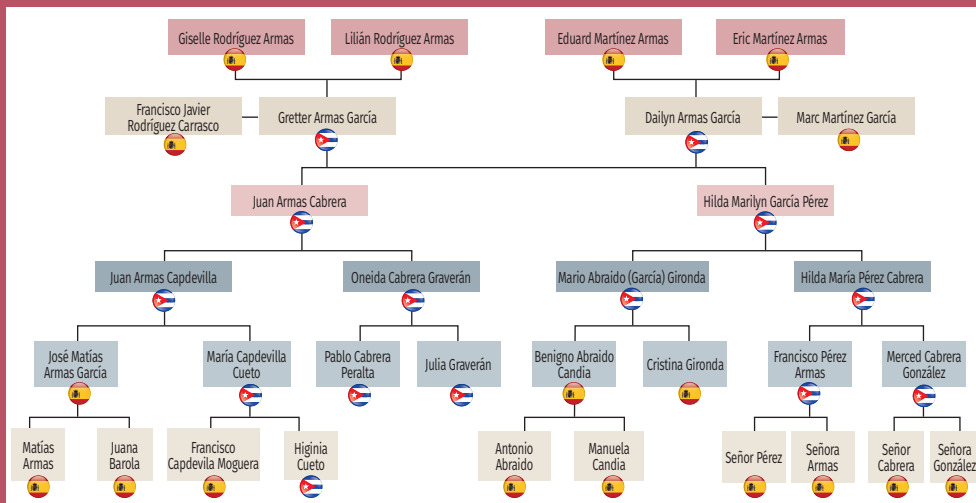 Giselle Rodríguez Armas
Lilián Rodríguez Armas
Eduard Martínez Armas
Eric Martínez Armas
Francisco Javier
Rodríguez Carrasco
Gretter Armas García
Dailyn Armas García
Marc Martínez García
Juan Armas Cabrera
Hilda Marilyn García Pérez
Juan Armas Capdevilla
Oneida Cabrera Graverán
Mario Abraido (García) Gironda
Hilda María Pérez Cabrera
José Matías
Armas García
María Capdevilla
Cueto
Pablo Cabrera
Peralta
Julia Graverán
Benigno Abraido
Candia
Cristina Gironda
Francisco Pérez
Armas
Merced Cabrera
González
Matías
Armas
Juana
Barola
Francisco
Capdevila Moguera
Higinia
Cueto
Antonio
Abraido
Manuela
Candia
Señor Pérez
Señora
Armas
Señor
Cabrera
Señora
González